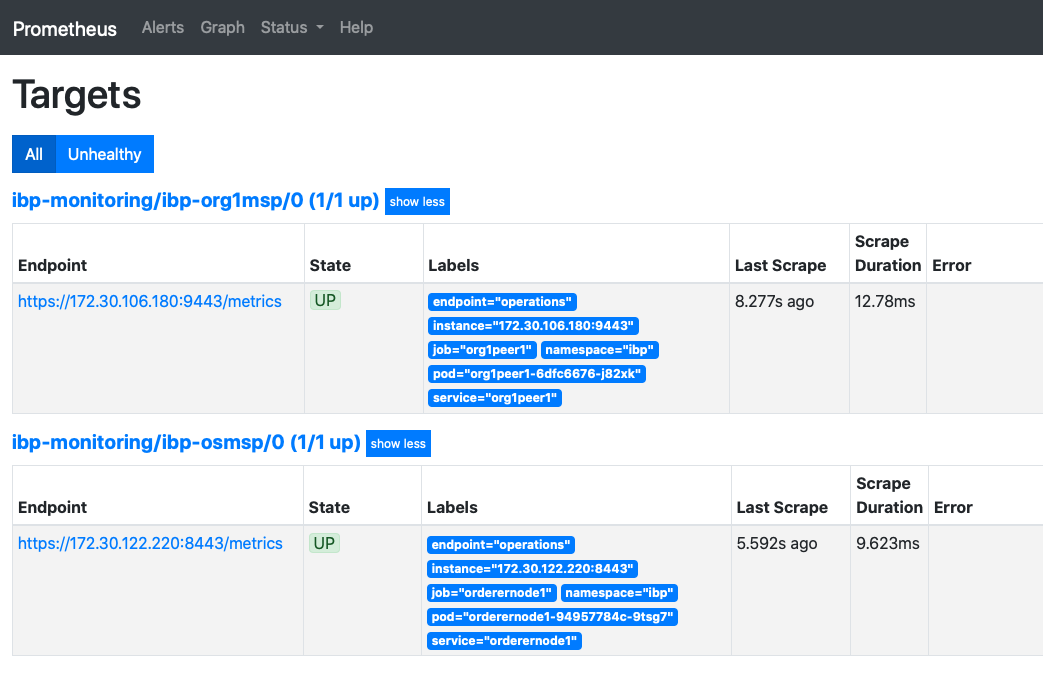 Prometheus Alerts Graph Status Help
Targets
All Unhealthy
ibp-monitoring/ibp-org1msp/0 (1/1 up) show less
Endpoint State Labels Last Scrape Scrape Duration Error
https://172.30.106.180:9443/metrics UP endpoint="operations" 8.277s ago 12.78ms
instance="172.30.106.180:9443"
job="org1peer1" namespace="ibp"
pod="org1peer1-6dfc6676-j82xk"
service="org1peer1"
ibp-monitoring/ibp-osmsp/0 (1/1 up) show less
Endpoint State Labels Last Scrape Scrape Duration Error
https://172.30.122.220:8443/metrics UP endpoint="operations" 5.592s ago 9.623ms
instance="172.30.122.220:8443"
job="orderernode1" namespace="ibp"
pod="orderernode1-94957784c-9tsg7"
service="orderernode1"